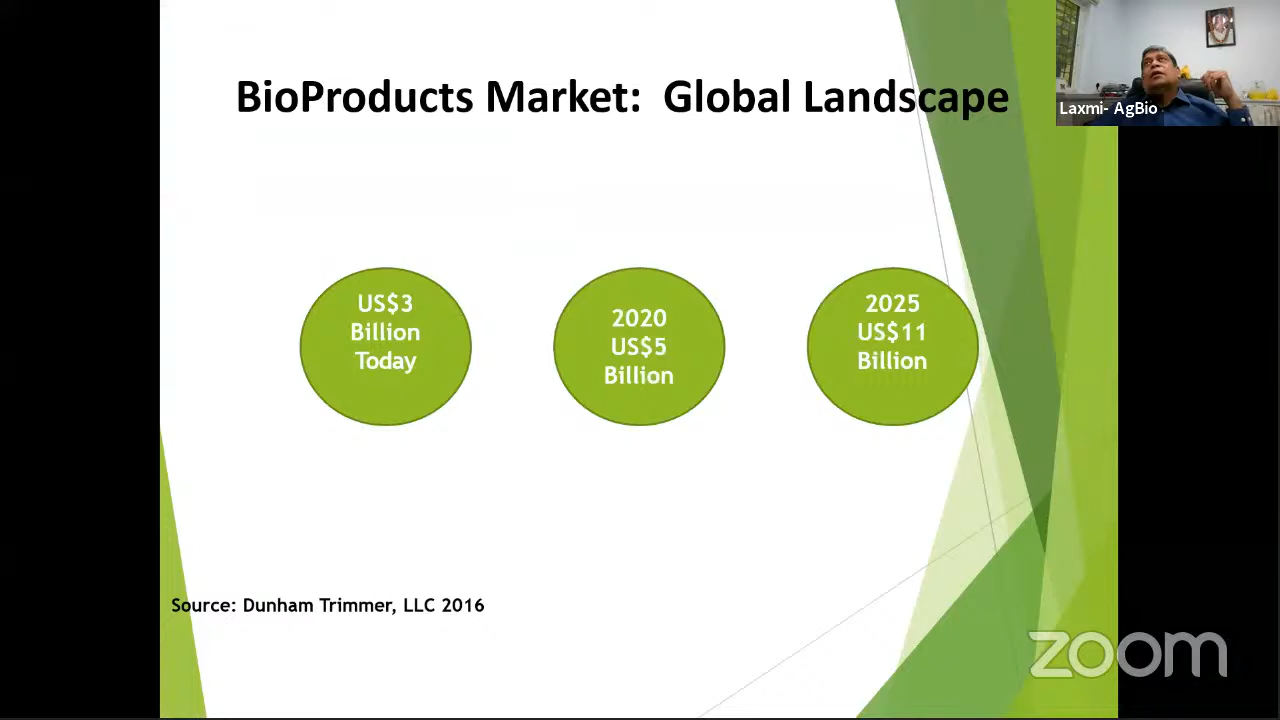 BioProducts Market: Global Landscape
Laxmi- AgBio
US$3
Billion
Today
2020
US$5
Billion
2025
US$11
Billion
Source: Dunham Trimmer, LLC 2016
zoom